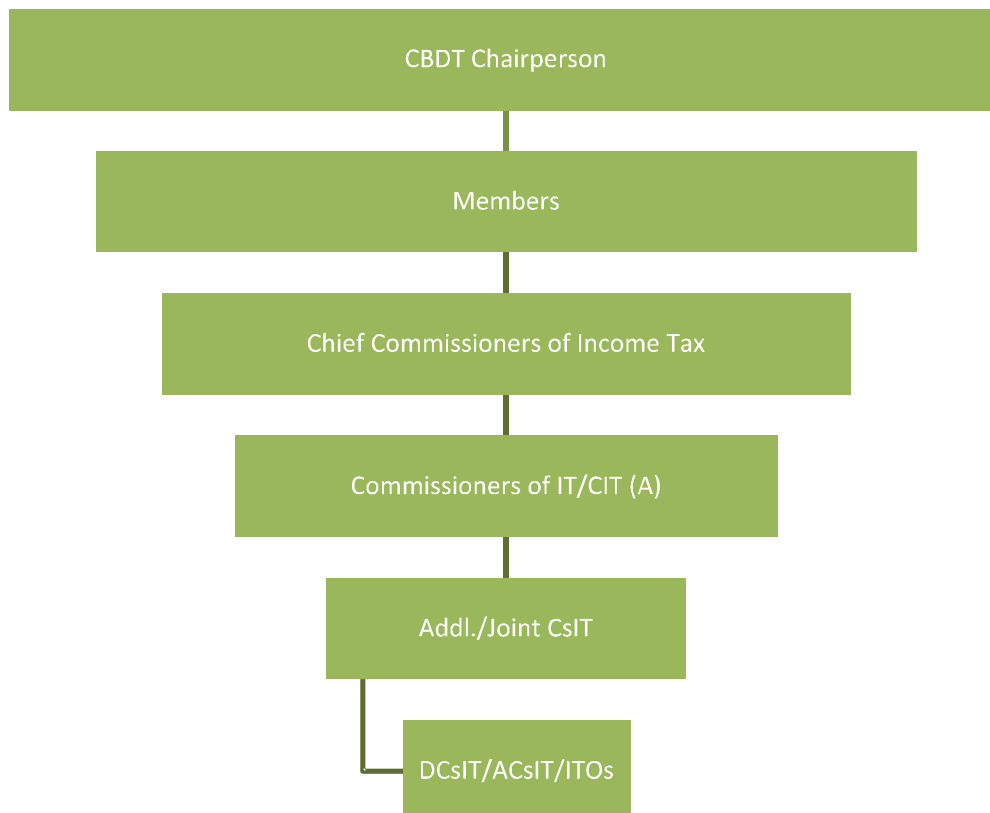 CBDT Chairperson
Members
Chief Commissioners of Income Tax
Commissioners of IT/CIT (A)
Addl./Joint CsIT
DCsIT/ACsIT/ITOs